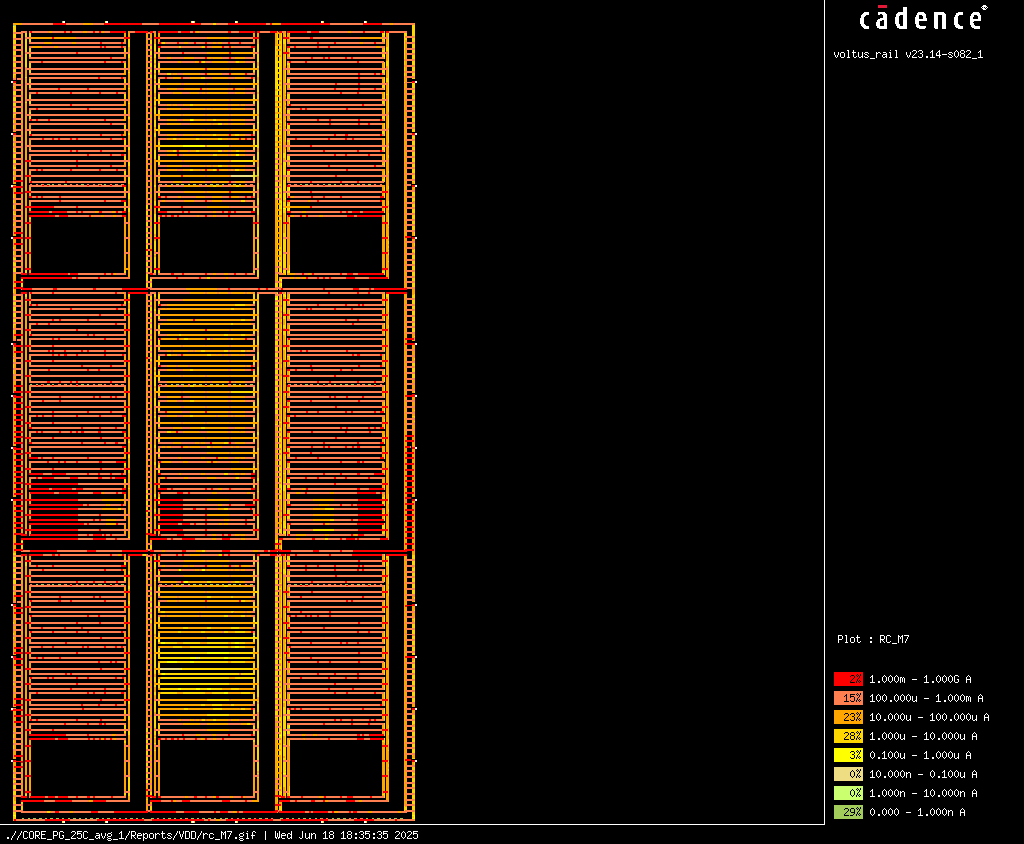 cādence®
voltus_rail v23.14-s082_1
Plot : RC_M7
2% 1.000m - 1.000G A
15% 100.000u - 1.000m A
23% 10.000u - 100.000u A
28% 1.000u - 10.000u A
3% 0.100u - 1.000u A
0% 10.000n - 0.100u A
0% 1.000n - 10.000n A
29% 0.000 - 1.000n A
.//CORE_PG_25C_avg_1/Reports/VDD/rc_M7.gif | Wed Jun 18 18:35:35 2025